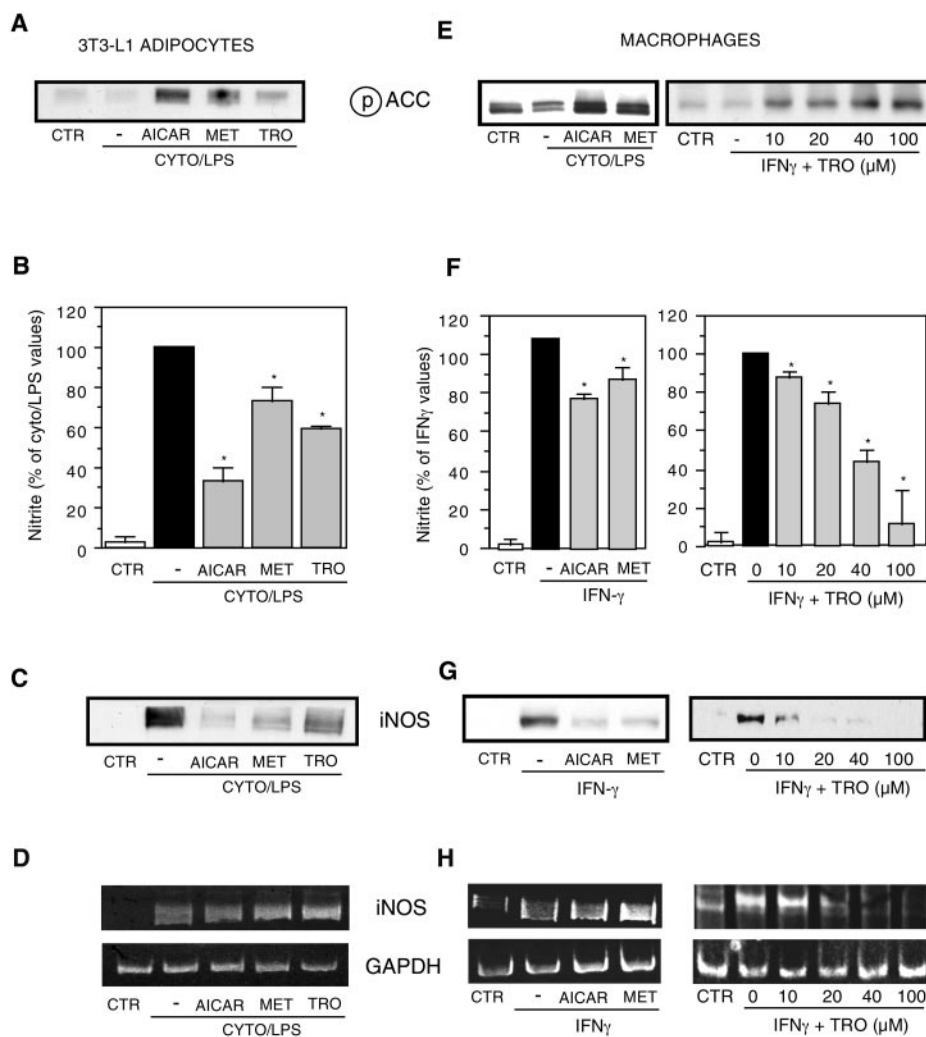 A
3T3-L1 ADIPOCYTES
CTR - AICAR MET TRO
CYTO/LPS
p ACC
E
MACROPHAGES
CTR - AICAR MET
CYTO/LPS
CTR - 10 20 40 100
IFNγ + TRO (μM)
B
Nitrite (% of cyto/LPS values)
120
100
80
60
40
20
0
* * *
CTR - AICAR MET TRO
CYTO/LPS
F
Nitrite (% of IFNγ values)
120
100
80
60
40
20
0
* *
CTR - AICAR MET
IFN-γ
120
100
80
60
40
20
0
* * * *
CTR 0 10 20 40 100
IFNγ + TRO (μM)
C
CTR - AICAR MET TRO
CYTO/LPS
iNOS
G
CTR - AICAR MET
IFN-γ
CTR 0 10 20 40 100
IFNγ + TRO (μM)
D
iNOS
GAPDH
CTR - AICAR MET TRO
CYTO/LPS
H
CTR - AICAR MET
IFNγ
CTR 0 10 20 40 100
IFNγ + TRO (μM)